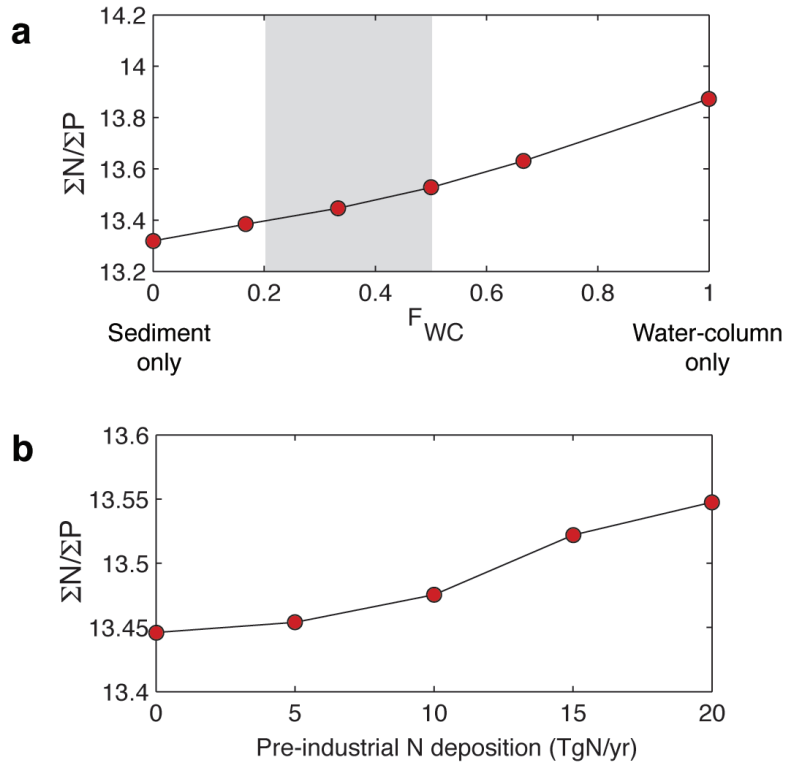 a
ΣN/ΣP
14.2
14
13.8
13.6
13.4
13.2
0 0.2 0.4 0.6 0.8 1
F WC
Sediment only
Water-column only
b
ΣN/ΣP
13.6
13.55
13.5
13.45
13.4
0 5 10 15 20
Pre-industrial N deposition (TgN/yr)